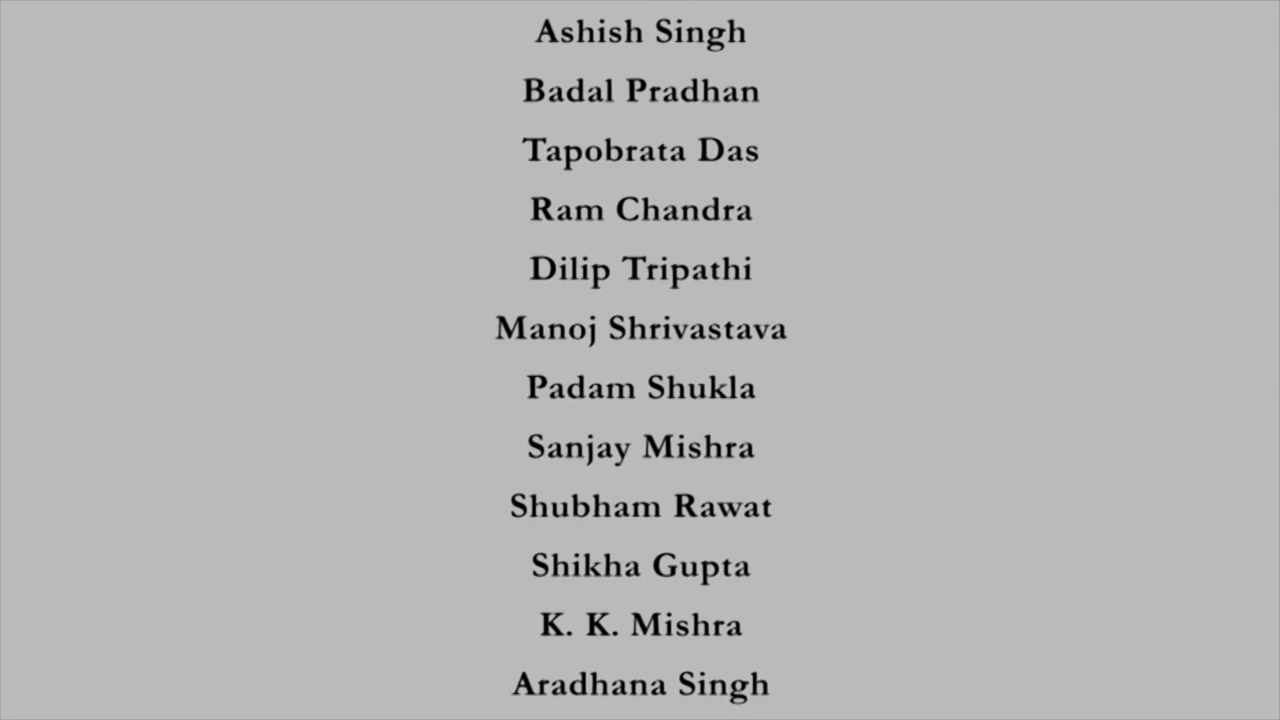 Ashish Singh
Badal Pradhan
Tapobrata Das
Ram Chandra
Dilip Tripathi
Manoj Shrivastava
Padam Shukla
Sanjay Mishra
Shubham Rawat
Shikha Gupta
K. K. Mishra
Aradhana Singh